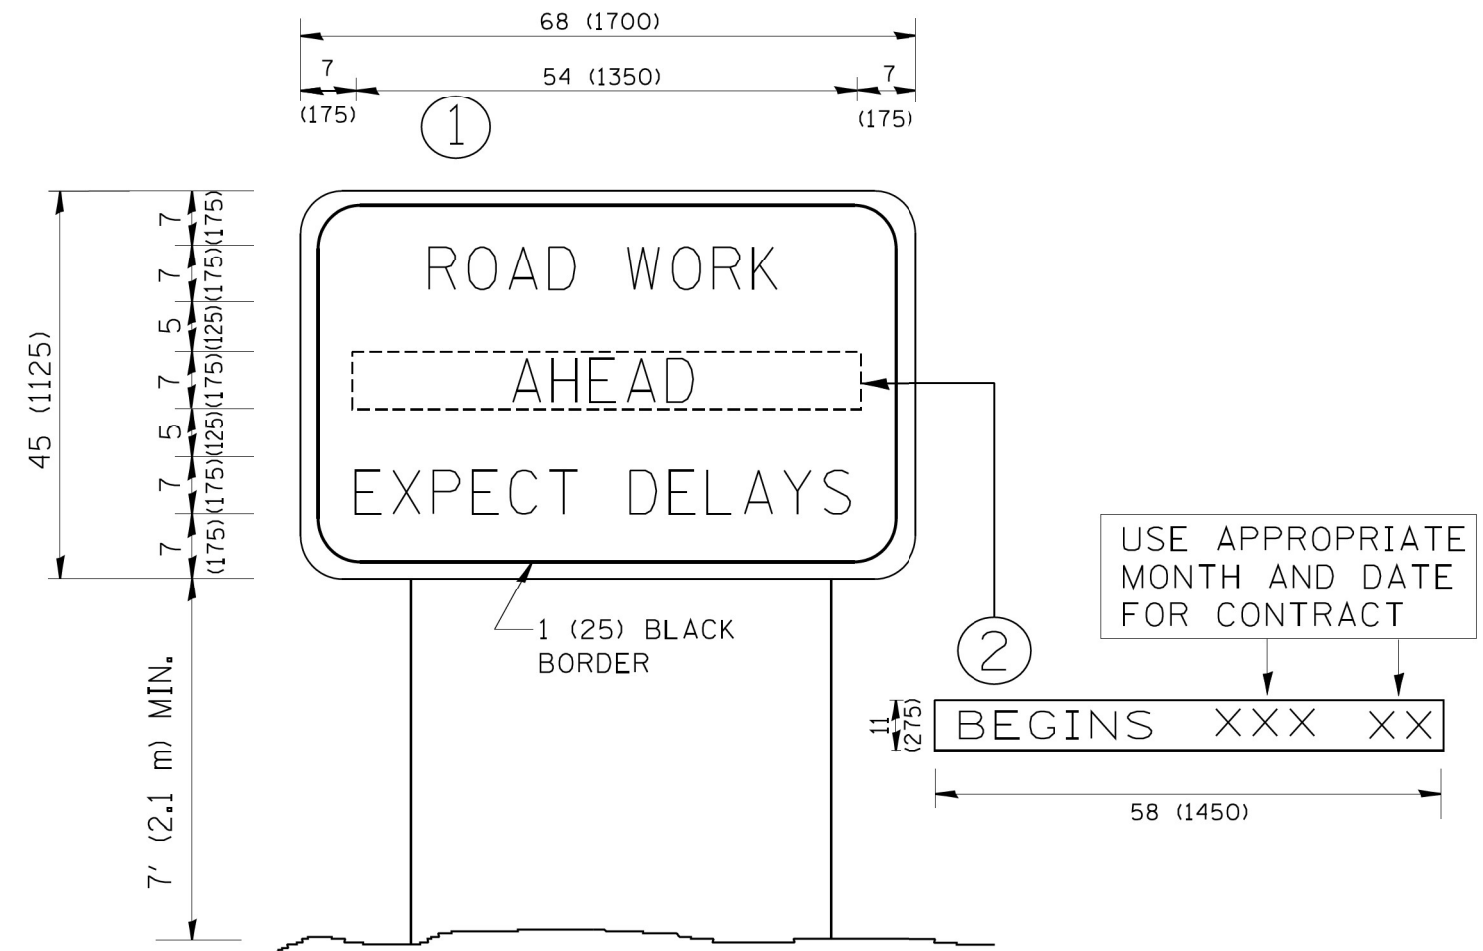 68 (1700)
7
54 (1350)
7
(175)
(175)
1
45 (1125)
7 (175)
7 (175)
5 (125)
7 (175)
5 (125)
7 (175)
7 (175)
ROAD WORK
AHEAD
EXPECT DELAYS
1 (25) BLACK
BORDER
7' (2.1 m) MIN.
USE APPROPRIATE
MONTH AND DATE
FOR CONTRACT
2
11
(275)
BEGINS XXX XX
58 (1450)